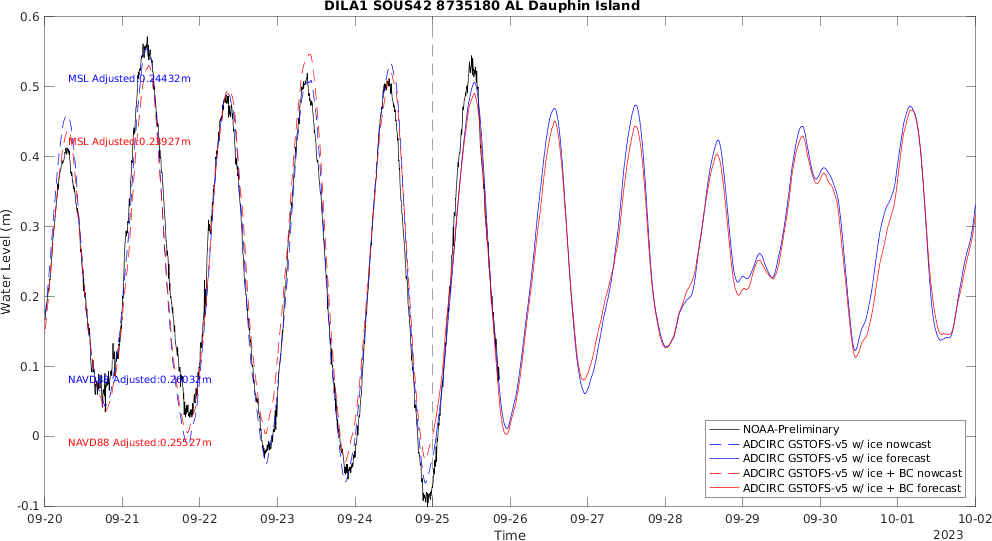 DILA1 SOUS42 8735180 AL Dauphin Island
0.6
0.5
0.4
0.3
0.2
0.1
0
-0.1
Water Level (m)
MSL Adjusted:0.24432m
MSL Adjusted:0.23927m
NAVD88 Adjusted:0.26032m
NAVD88 Adjusted:0.25527m
NOAA-Preliminary
ADCIRC GSTOFS-v5 w/ ice nowcast
ADCIRC GSTOFS-v5 w/ ice forecast
ADCIRC GSTOFS-v5 w/ ice + BC nowcast
ADCIRC GSTOFS-v5 w/ ice + BC forecast
09-20 09-21 09-22 09-23 09-24 09-25 09-26 09-27 09-28 09-29 09-30 10-01 10-02
Time
2023